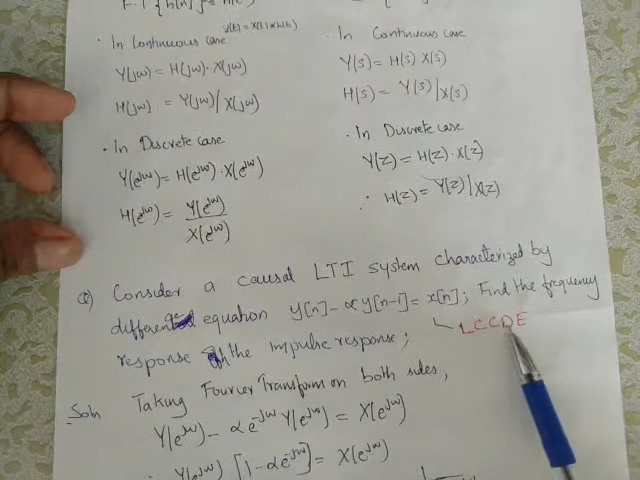 F.T {h[n]} = H(e
y(t) = x(t) * h(t)
• In Continuous case
Y(jω) = H(jω) · X(jω)
H(jω) = Y(jω) / X(jω)
• In Discrete case
Y(e^jω) = H(e^jω) · X(e^jω)
H(e^jω) = Y(e^jω)
X(e^jω)
• In Continuous case
Y(s) = H(s) X(s)
H(s) = Y(s) / X(s)
• In Discrete case
Y(z) = H(z) · X(z)
∴ H(z) = Y(z) / X(z)
Q) Consider a causal LTI system characterized by
equation y[n] - αy[n-1] = x[n]; Find the frequency
response the impulse response;
LCCDE
Soln Taking Fourier Transform on both sides,
Y(e^jω) - αe^-jω Y(e^jω) = X(e^jω)
Y(e^jω) [1 - αe^-jω] = X(e^jω)